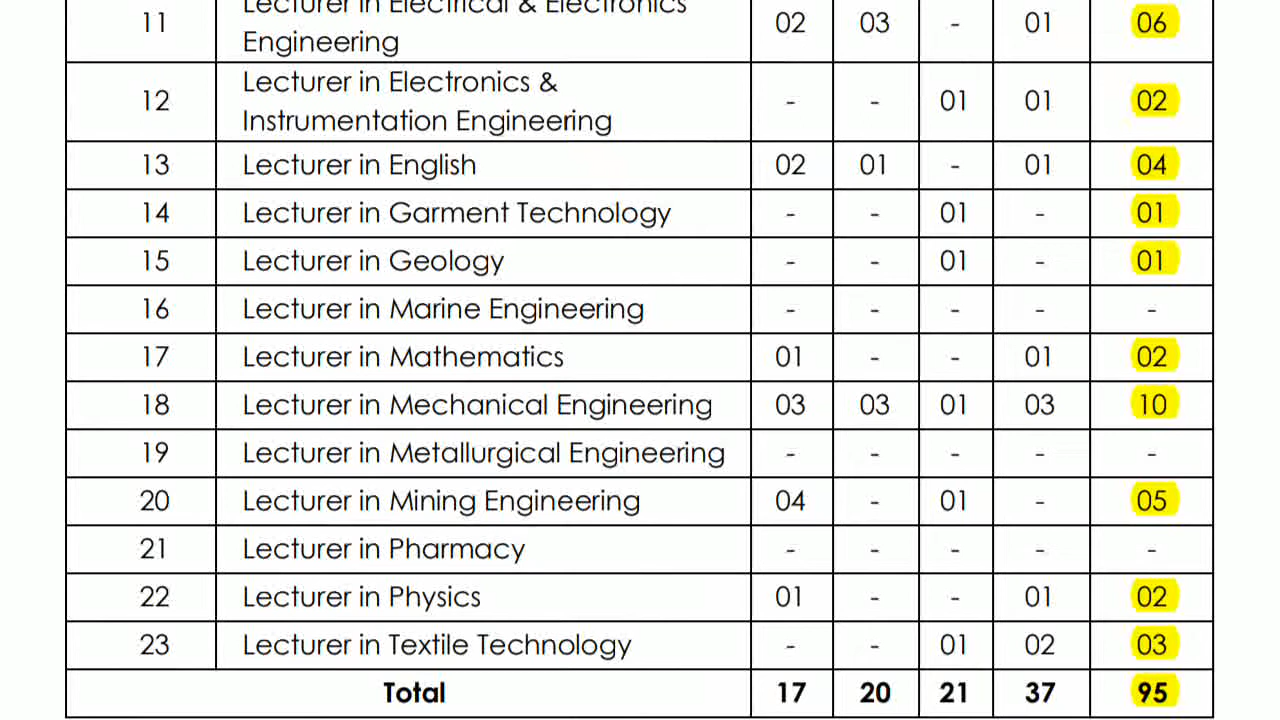 11 Lecturer in Electrical & Electronics
Engineering 02 03 - 01 06
12 Lecturer in Electronics &
Instrumentation Engineering - - 01 01 02
13 Lecturer in English 02 01 - 01 04
14 Lecturer in Garment Technology - - 01 - 01
15 Lecturer in Geology - - 01 - 01
16 Lecturer in Marine Engineering - - - - -
17 Lecturer in Mathematics 01 - - 01 02
18 Lecturer in Mechanical Engineering 03 03 01 03 10
19 Lecturer in Metallurgical Engineering - - - - -
20 Lecturer in Mining Engineering 04 - 01 - 05
21 Lecturer in Pharmacy - - - - -
22 Lecturer in Physics 01 - - 01 02
23 Lecturer in Textile Technology - - 01 02 03
Total 17 20 21 37 95